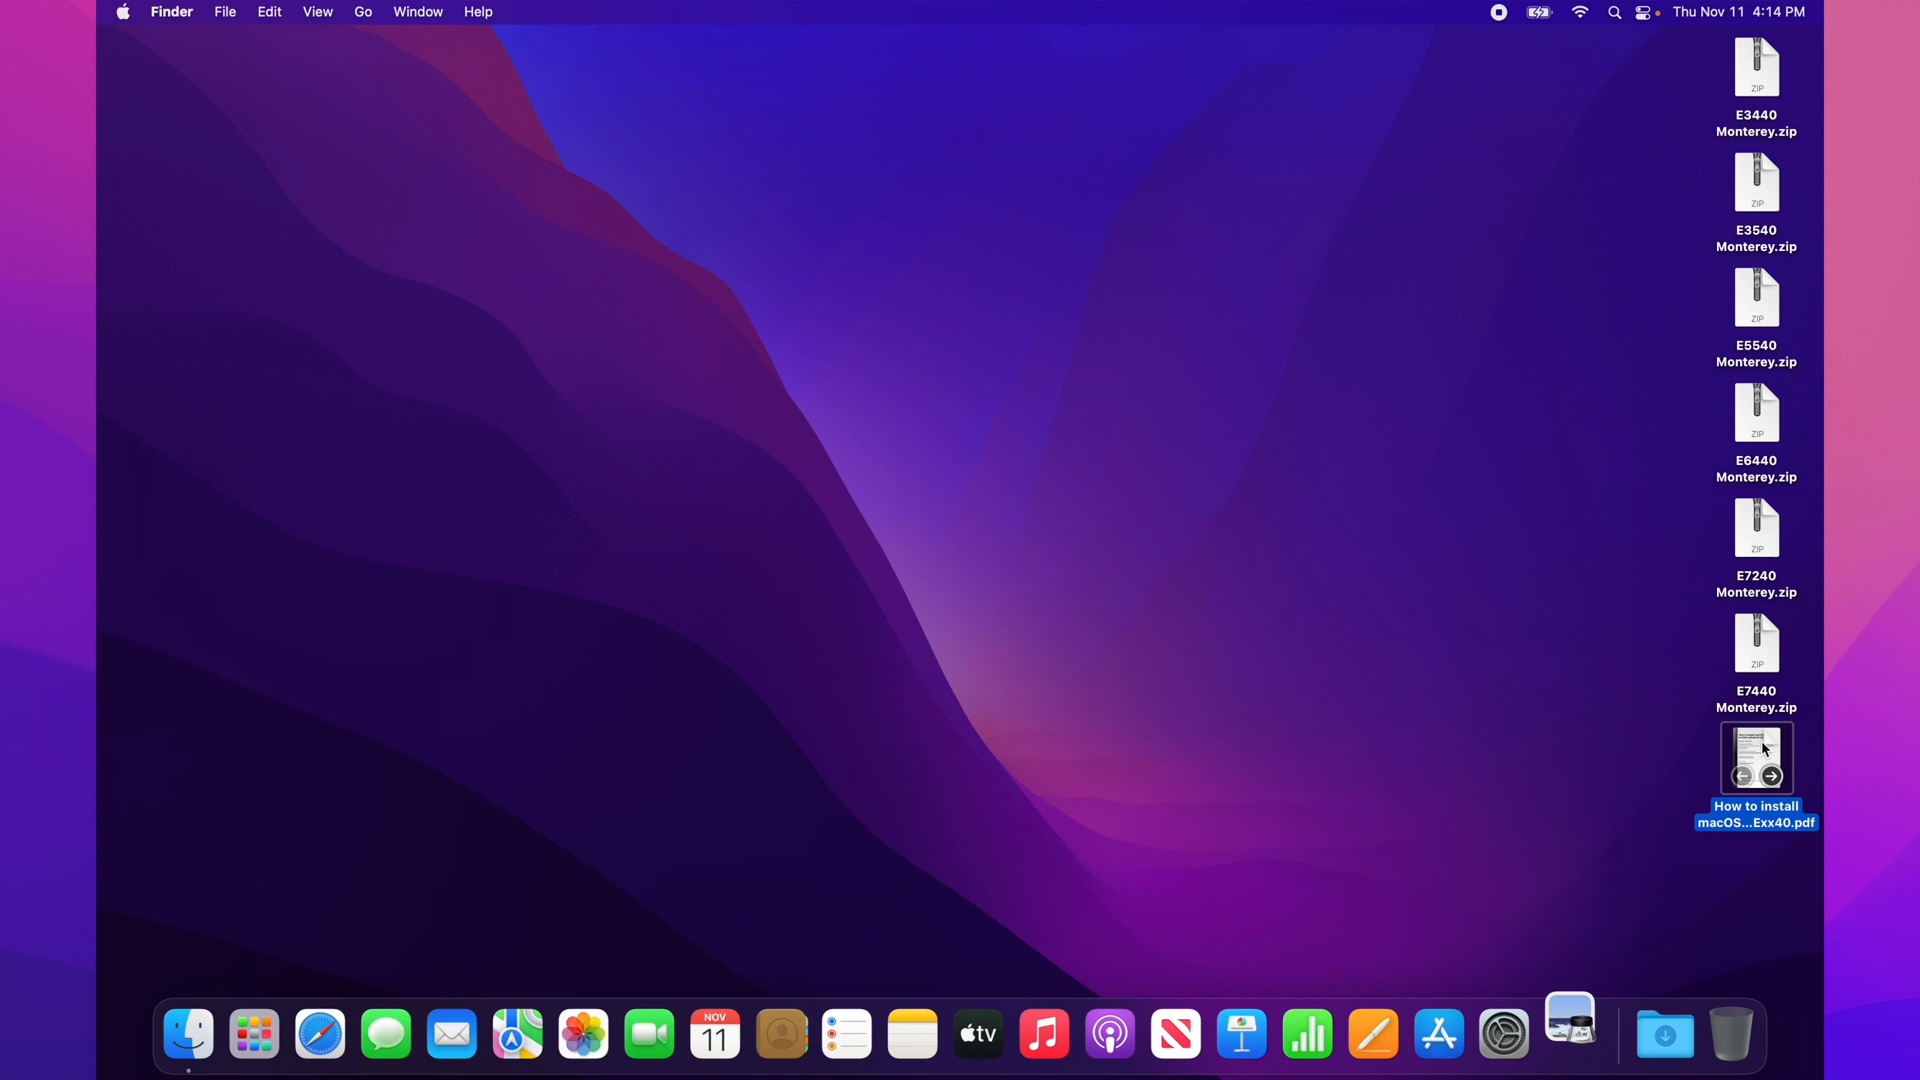 Finder File Edit View Go Window Help Thu Nov 11 4:14 PM
ZIP
E3440
Monterey.zip
ZIP
E3540
Monterey.zip
ZIP
E5540
Monterey.zip
ZIP
E6440
Monterey.zip
ZIP
E7240
Monterey.zip
ZIP
E7440
Monterey.zip
How to install
macOS...Exx40.pdf
NOV
11
tv